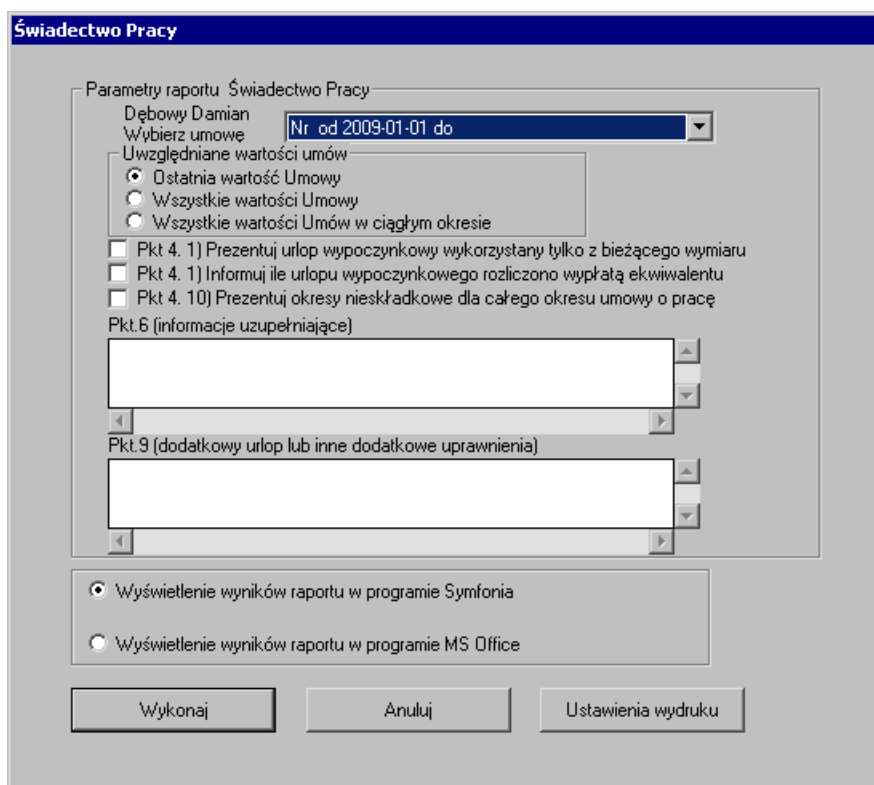 Świadectwo Pracy
Parametry raportu Świadectwo Pracy
Dębowy Damian
Wybierz umowę
Nr od 2009-01-01 do
Uwzględniane wartości umów
Ostatnia wartość Umowy
Wszystkie wartości Umowy
Wszystkie wartości Umów w ciągłym okresie
Pkt 4. 1) Prezentuj urlop wypoczynkowy wykorzystany tylko z bieżącego wymiaru
Pkt 4. 1) Informuj ile urlopu wypoczynkowego rozliczono wypłatą ekwiwalentu
Pkt 4. 10) Prezentuj okresy nieskładkowe dla całego okresu umowy o pracę
Pkt.6 (informacje uzupełniające)
Pkt.9 (dodatkowy urlop lub inne dodatkowe uprawnienia)
Wyświetlenie wyników raportu w programie Symfonia
Wyświetlenie wyników raportu w programie MS Office
Wykonaj
Anuluj
Ustawienia wydruku